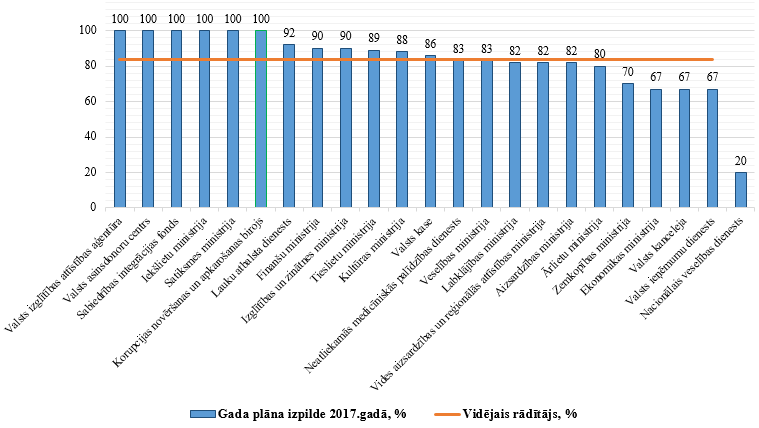 100 100 100 100 100 100 92 90 90 89 88 86 83 83 82 82 82 80 70 67 67 67 20
100
80
60
40
20
0
Valsts izglītības attīstības aģentūra
Valsts asinsdonoru centrs
Sabiedrības integrācijas fonds
Iekšlietu ministrija
Satiksmes ministrija
Korupcijas novēršanas un apkarošanas birojs
Lauku atbalsta dienests
Finanšu ministrija
Izglītības un zinātnes ministrija
Tieslietu ministrija
Kultūras ministrija
Valsts kase
Neatliekamās medicīniskās palīdzības dienests
Veselības ministrija
Labklājības ministrija
Vides aizsardzības un reģionālās attīstības ministrija
Aizsardzības ministrija
Ārlietu ministrija
Zemkopības ministrija
Ekonomikas ministrija
Valsts kanceleja
Valsts ieņēmumu dienests
Nacionālais veselības dienests
Gada plāna izpilde 2017.gadā, % Vidējais rādītājs, %